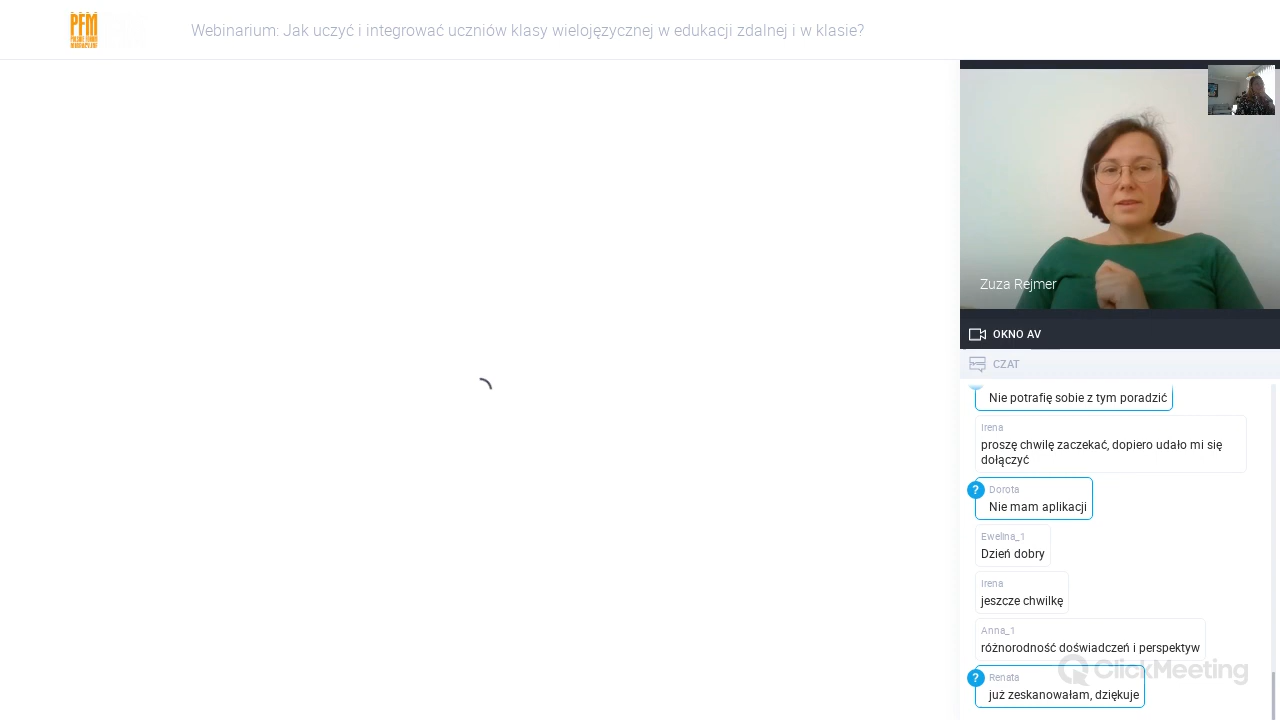 PFM
Webinarium: Jak uczyć i integrować uczniów klasy wielojęzycznej w edukacji zdalnej i w klasie?
Zuza Rejmer
OKNO AV
CZAT
Nie potrafię sobie z tym poradzić
Irena
proszę chwilę zaczekać, dopiero udało mi się
dołączyć
? Dorota
Nie mam aplikacji
Ewelina_1
Dzień dobry
Irena
jeszcze chwilkę
Anna_1
różnorodność doświadczeń i perspektyw
ClickMeeting
? Renata
już zeskanowałam, dziękuje